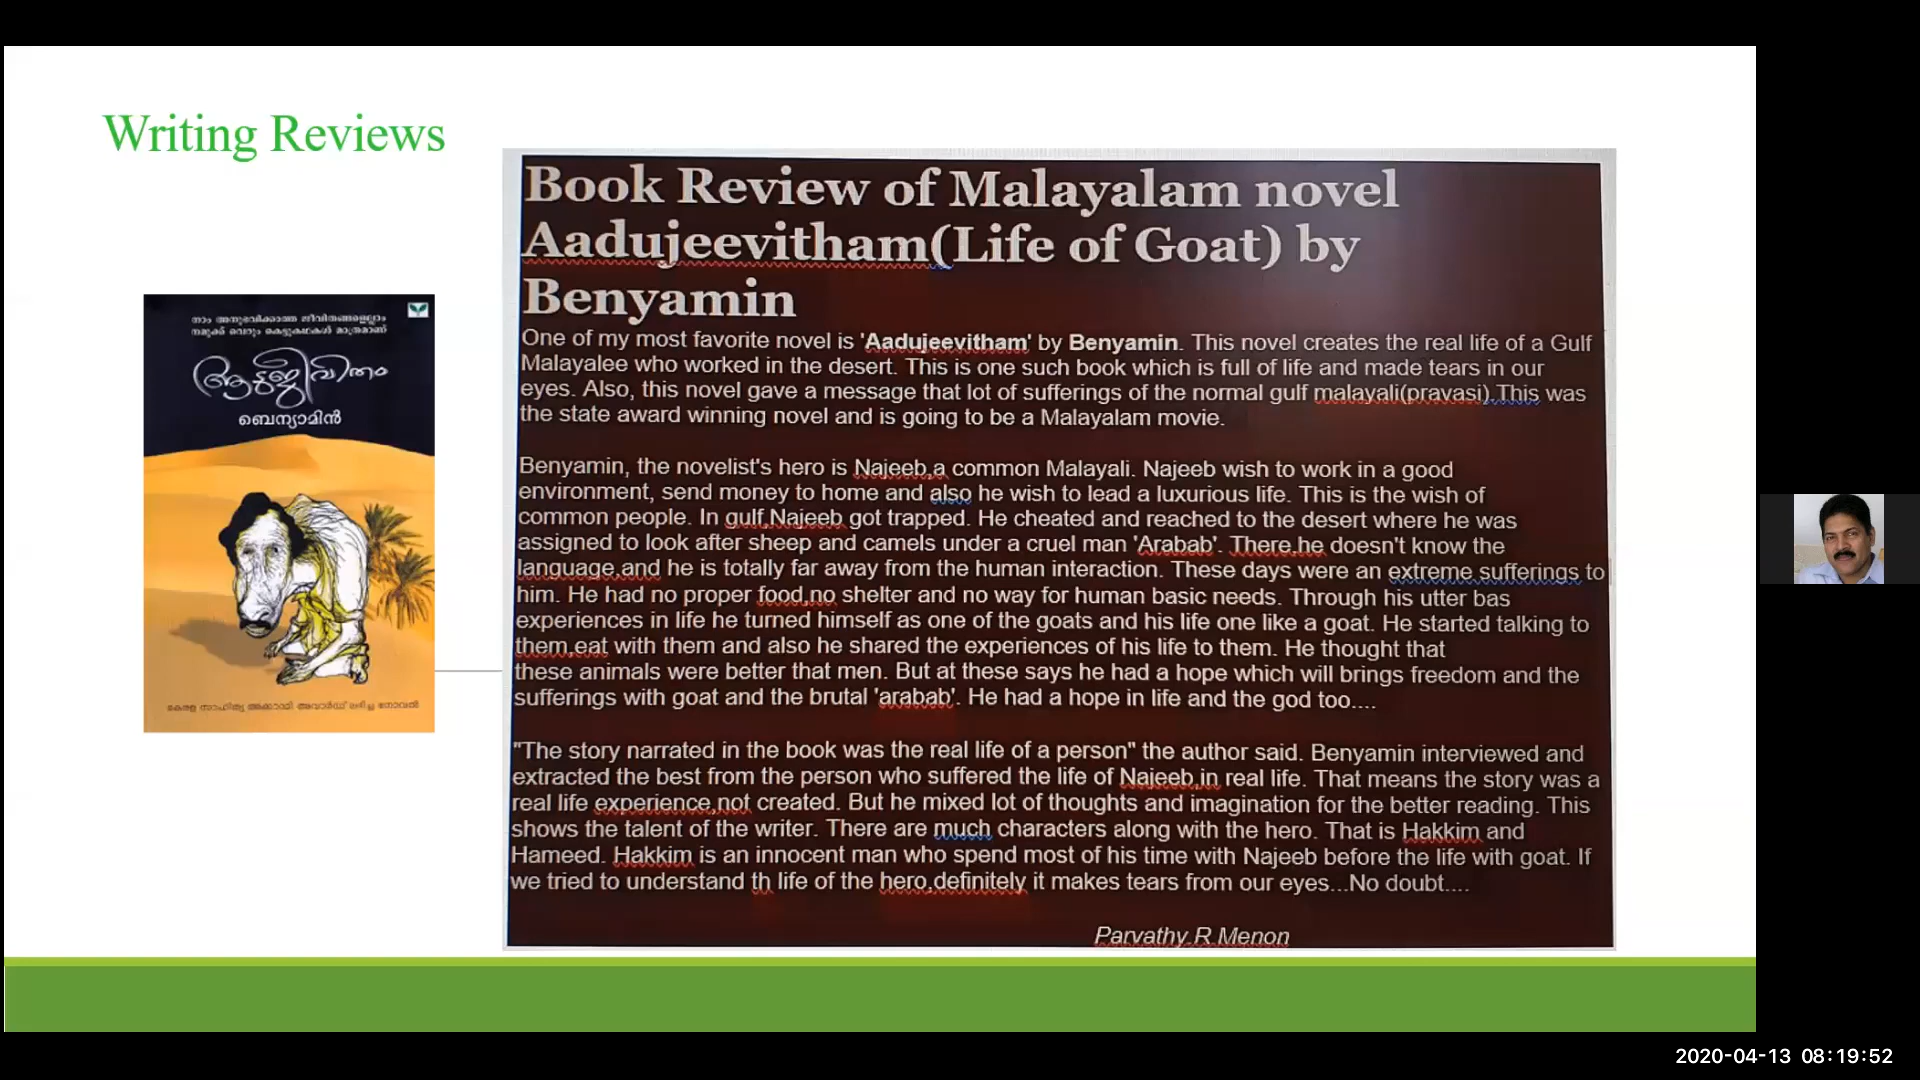 Writing Reviews
നാം അനുഭവിക്കാത്ത ജീവിതങ്ങളെല്ലാം
നമുക്ക് വെറും കെട്ടുകഥകൾ മാത്രമാണ്
ആടുജീവിതം
ബെന്യാമിൻ
കേരള സാഹിത്യ അക്കാദമി അവാർഡ് ലഭിച്ച നോവൽ
Book Review of Malayalam novel
Aadujeevitham(Life of Goat) by
Benyamin
One of my most favorite novel is 'Aadujeevitham' by Benyamin. This novel creates the real life of a Gulf
Malayalee who worked in the desert. This is one such book which is full of life and made tears in our
eyes. Also, this novel gave a message that lot of sufferings of the normal gulf malayali(pravasi).This was
the state award winning novel and is going to be a Malayalam movie.
Benyamin, the novelist's hero is Najeeb,a common Malayali. Najeeb wish to work in a good
environment, send money to home and also he wish to lead a luxurious life. This is the wish of
common people. In gulf,Najeeb got trapped. He cheated and reached to the desert where he was
assigned to look after sheep and camels under a cruel man 'Arabab'. There,he doesn't know the
language,and he is totally far away from the human interaction. These days were an extreme sufferings to
him. He had no proper food,no shelter and no way for human basic needs. Through his utter bas
experiences in life he turned himself as one of the goats and his life one like a goat. He started talking to
them,eat with them and also he shared the experiences of his life to them. He thought that
these animals were better that men. But at these says he had a hope which will brings freedom and the
sufferings with goat and the brutal 'arabab'. He had a hope in life and the god too....
"The story narrated in the book was the real life of a person" the author said. Benyamin interviewed and
extracted the best from the person who suffered the life of Najeeb,in real life. That means the story was a
real life experience,not created. But he mixed lot of thoughts and imagination for the better reading. This
shows the talent of the writer. There are much characters along with the hero. That is Hakkim and
Hameed. Hakkim is an innocent man who spend most of his time with Najeeb before the life with goat. If
we tried to understand th life of the hero,definitely it makes tears from our eyes...No doubt....
Parvathy.R.Menon
2020-04-13 08:19:52